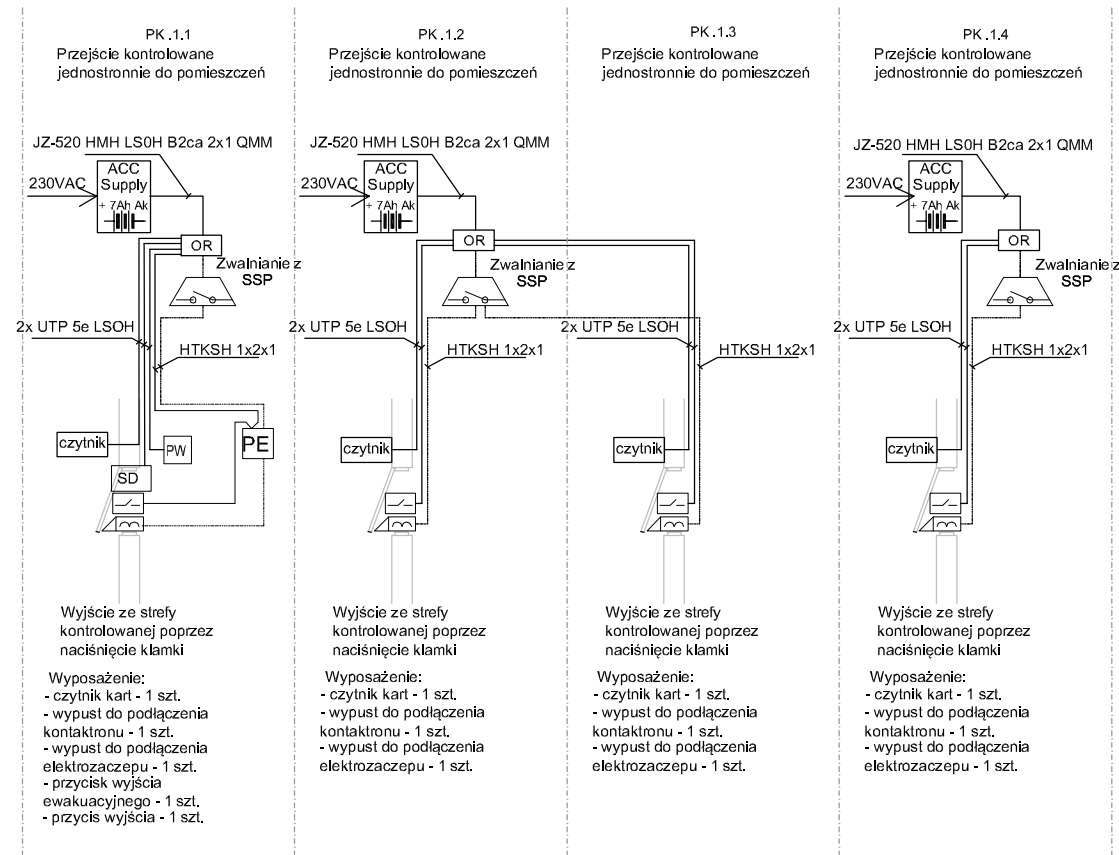 PK .1.1
Przejście kontrolowane
jednostronnie do pomieszczeń
JZ-520 HMH LS0H B2ca 2x1 QMM
230VAC
ACC
Supply
+ 7Ah Ak
OR
Zwalnianie z
SSP
2x UTP 5e LSOH
HTKSH 1x2x1
czytnik
PW
PE
SD
Wyjście ze strefy
kontrolowanej poprzez
naciśnięcie klamki
Wyposażenie:
- czytnik kart - 1 szt.
- wypust do podłączenia
kontaktronu - 1 szt.
- wypust do podłączenia
elektrozaczepu - 1 szt.
- przycisk wyjścia
ewakuacyjnego - 1 szt.
- przycis wyjścia - 1 szt.
PK .1.2
Przejście kontrolowane
jednostronnie do pomieszczeń
JZ-520 HMH LS0H B2ca 2x1 QMM
230VAC
ACC
Supply
+ 7Ah Ak
OR
Zwalnianie z
SSP
2x UTP 5e LSOH
HTKSH 1x2x1
czytnik
Wyjście ze strefy
kontrolowanej poprzez
naciśnięcie klamki
Wyposażenie:
- czytnik kart - 1 szt.
- wypust do podłączenia
kontaktronu - 1 szt.
- wypust do podłączenia
elektrozaczepu - 1 szt.
PK .1.3
Przejście kontrolowane
jednostronnie do pomieszczeń
2x UTP 5e LSOH
HTKSH 1x2x1
czytnik
Wyjście ze strefy
kontrolowanej poprzez
naciśnięcie klamki
Wyposażenie:
- czytnik kart - 1 szt.
- wypust do podłączenia
kontaktronu - 1 szt.
- wypust do podłączenia
elektrozaczepu - 1 szt.
PK .1.4
Przejście kontrolowane
jednostronnie do pomieszczeń
JZ-520 HMH LS0H B2ca 2x1 QMM
230VAC
ACC
Supply
+ 7Ah Ak
OR
Zwalnianie z
SSP
2x UTP 5e LSOH
HTKSH 1x2x1
czytnik
Wyjście ze strefy
kontrolowanej poprzez
naciśnięcie klamki
Wyposażenie:
- czytnik kart - 1 szt.
- wypust do podłączenia
kontaktronu - 1 szt.
- wypust do podłączenia
elektrozaczepu - 1 szt.